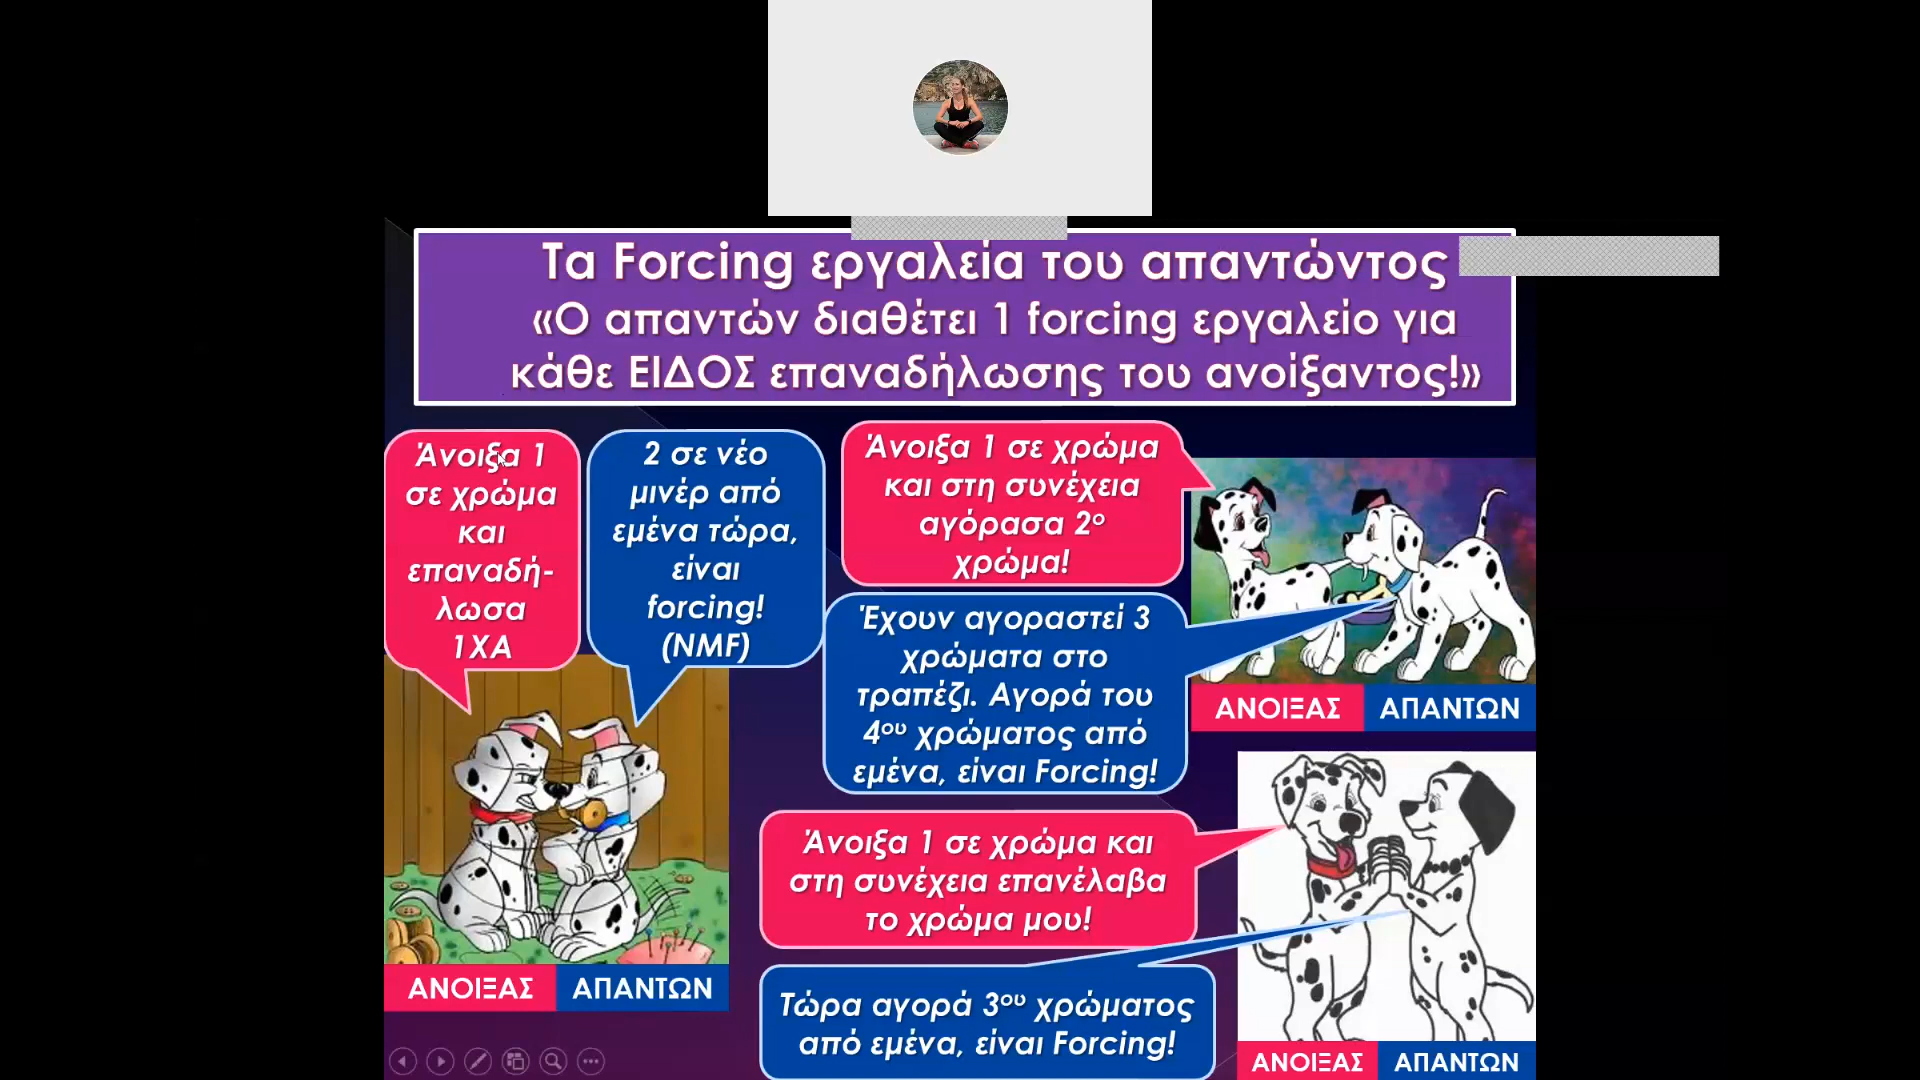 Τα Forcing εργαλεία του απαντώντος
«Ο απαντών διαθέτει 1 forcing εργαλείο για
κάθε ΕΙΔΟΣ επαναδήλωσης του ανοίξαντος!»
Άνοιξα 1
σε χρώμα
και
επαναδή-
λωσα
1ΧΑ
2 σε νέο
μινέρ από
εμένα τώρα,
είναι
forcing!
(NMF)
ΑΝΟΙΞΑΣ
ΑΠΑΝΤΩΝ
Άνοιξα 1 σε χρώμα
και στη συνέχεια
αγόρασα 2ο
χρώμα!
Έχουν αγοραστεί 3
χρώματα στο
τραπέζι. Αγορά του
4ου χρώματος από
εμένα, είναι Forcing!
ΑΝΟΙΞΑΣ
ΑΠΑΝΤΩΝ
Άνοιξα 1 σε χρώμα και
στη συνέχεια επανέλαβα
το χρώμα μου!
Τώρα αγορά 3ου χρώματος
από εμένα, είναι Forcing!
ΑΝΟΙΞΑΣ
ΑΠΑΝΤΩΝ